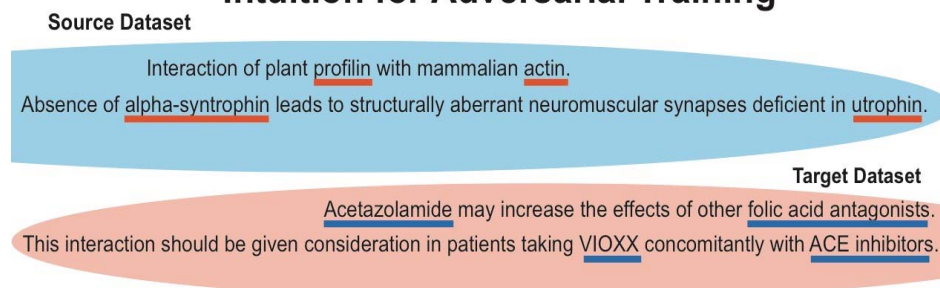 Intuition for Adversarial Training
Source Dataset
Interaction of plant profilin with mammalian actin.
Absence of alpha-syntrophin leads to structurally aberrant neuromuscular synapses deficient in utrophin.
Target Dataset
Acetazolamide may increase the effects of other folic acid antagonists.
This interaction should be given consideration in patients taking VIOXX concomitantly with ACE inhibitors.